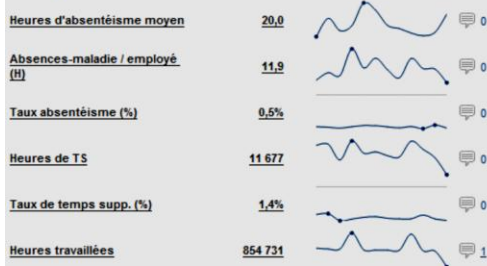 Heures d'absentéisme moyen 20,0 0
Absences-maladie / employé
(H) 11,9 0
Taux absentéisme (%) 0,5% 0
Heures de TS 11 677 0
Taux de temps supp. (%) 1,4% 0
Heures travaillées 854 731 1